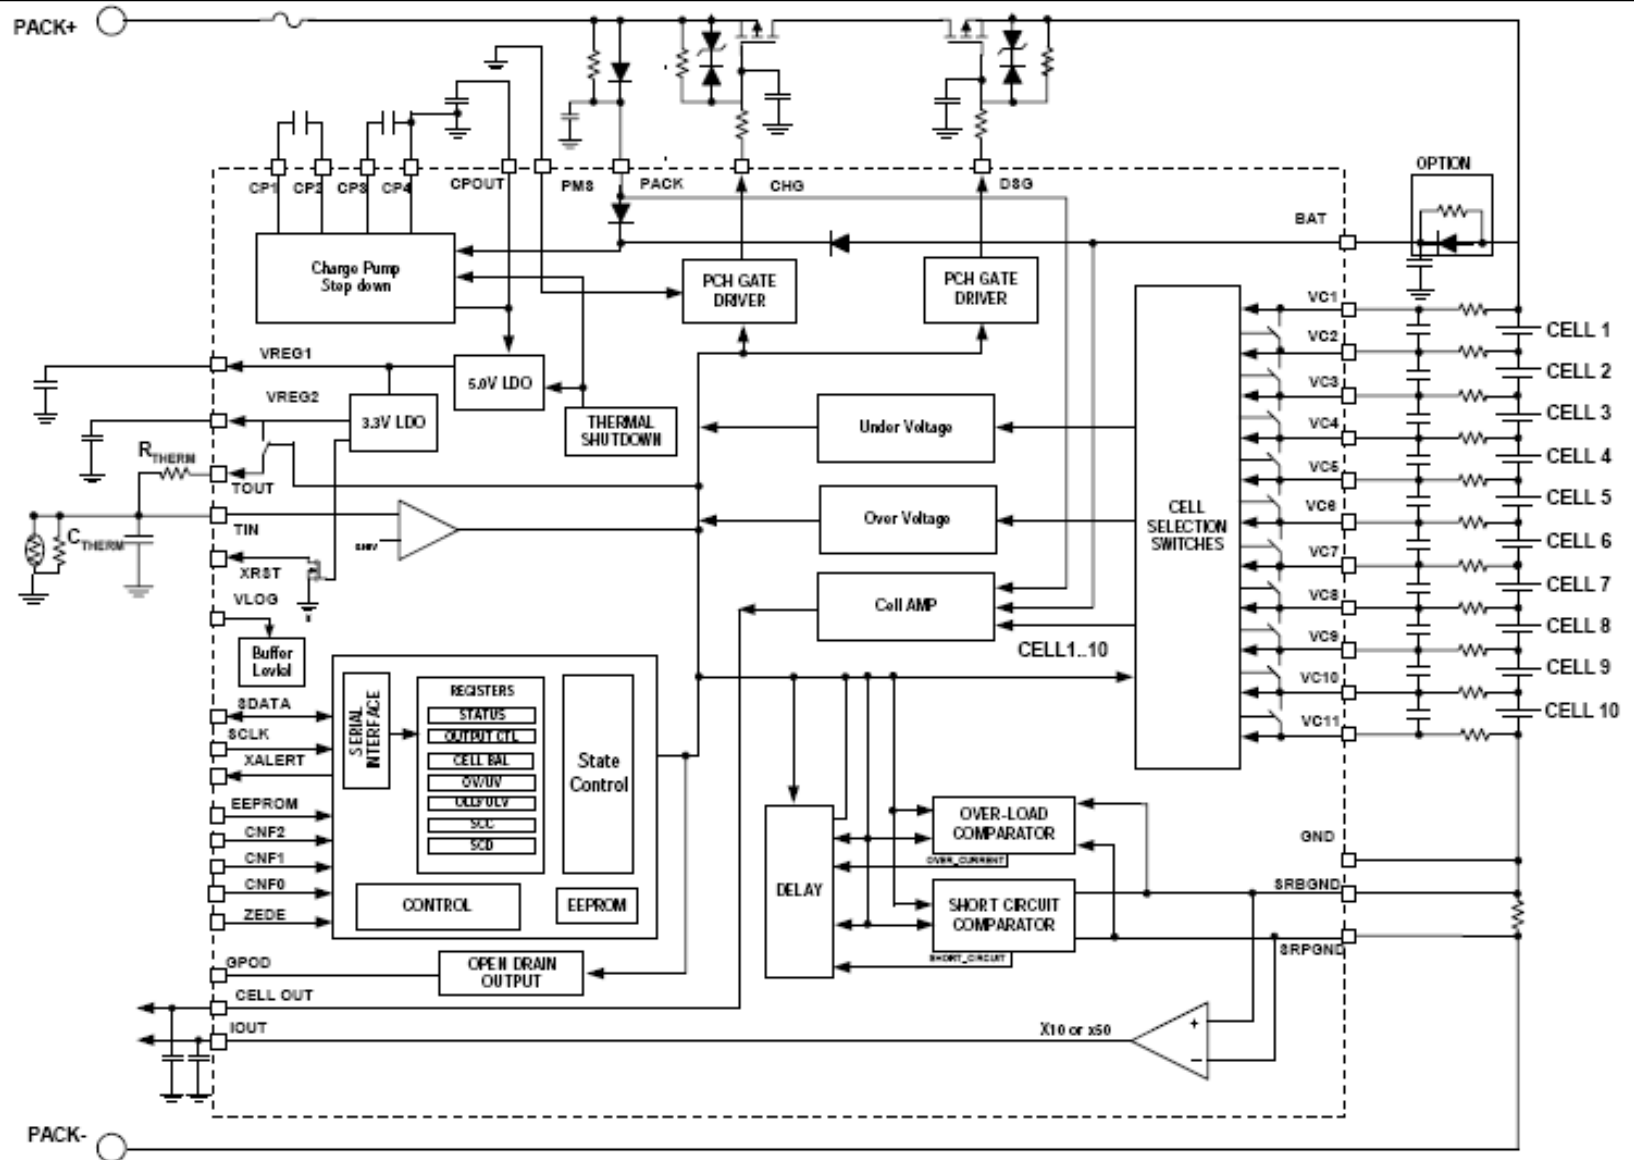 PACK+
OPTION
CP1
CP2
CP3
CP4
CPOUT
PMS
PACK
CHG
DSG
BAT
Charge Pump
Step down
PCH GATE
DRIVER
PCH GATE
DRIVER
VC1
CELL 1
VC2
VREG1
CELL 2
5.0V LDO
VC3
VREG2
CELL 3
3.3V LDO
THERMAL
SHUTDOWN
Under Voltage
VC4
RTHERM
CELL 4
VC5
TOUT
CELL 5
CELL
SELECTION
SWITCHES
VC6
Over Voltage
TIN
CTHERM
CELL 6
VC7
XRST
CELL 7
VLOG
Cell AMP
VC8
CELL 8
VC9
CELL1..10
Buffer
Levlel
CELL 9
VC10
REGISTERS
SERIAL
INTERFACE
SDATA
STATUS
CELL 10
VC11
SCLK
OUTPUT CTL
XALERT
CELL BAL
State
Control
OV/UV
EEPROM
SCC
CNF2
SCD
OVER-LOAD
COMPARATOR
GND
CNF1
OVER_CURRENT
CNF0
DELAY
SRBGND
CONTROL
EEPROM
SHORT CIRCUIT
COMPARATOR
ZEDE
SRPGND
SHORT_CIRCUIT
GPOD
OPEN DRAIN
OUTPUT
CELL OUT
IOUT
X10 or x50
+
−
PACK-